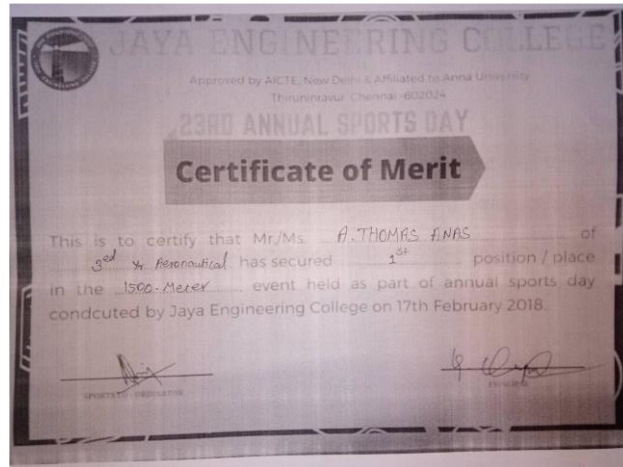 JAYA ENGINEERING COLLEGE
Approved by AICTE, New Delhi & Affiliated to Anna University
Thiruninravur, Chennai -602024
23RD ANNUAL SPORTS DAY
Certificate of Merit
This is to certify that Mr./Ms. A. THOMAS ANAS of
3ed Yr Aeronautical has secured 1st position / place
in the 1500-Meter event held as part of annual sports day
condcuted by Jaya Engineering College on 17th February 2018.
PRINCIPAL